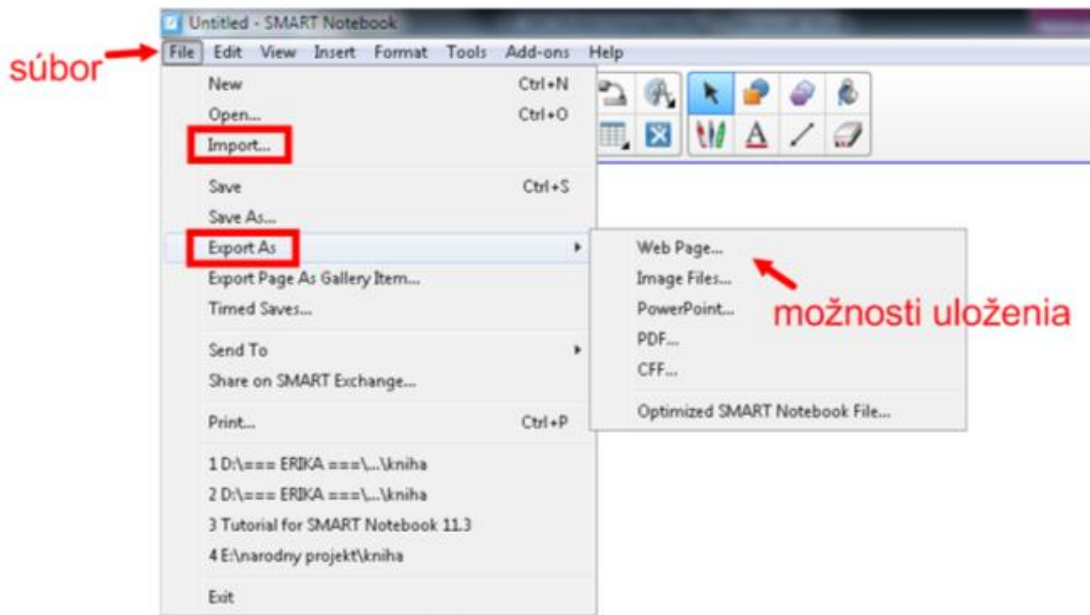 Untitled - SMART Notebook
súbor
File Edit View Insert Format Tools Add-ons Help
New Ctrl+N
Open... Ctrl+O
Import...
Save Ctrl+S
Save As...
Export As
Export Page As Gallery Item...
Timed Saves...
Send To
Share on SMART Exchange...
Print... Ctrl+P
1 D:\=== ERIKA ===\...\kniha
2 D:\=== ERIKA ===\...\kniha
3 Tutorial for SMART Notebook 11.3
4 E:\narodny projekt\kniha
Exit
Web Page...
Image Files...
PowerPoint...
PDF...
CFF...
Optimized SMART Notebook File...
možnosti uloženia